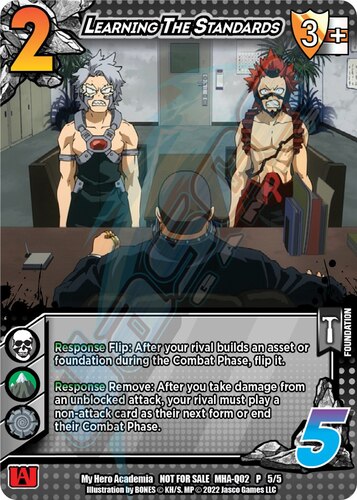 2
LEARNING THE STANDARDS
3
+
FOUNDATION
Response Flip: After your rival builds an asset or
foundation during the Combat Phase, flip it.
Response Remove: After you take damage from
an unblocked attack, your rival must play a
non-attack card as their next form or end
their Combat Phase.
5
My Hero Academia NOT FOR SALE MHA-Q02 P 5/5
Illustration by BONES © KH/S. MP © 2022 Jasco Games LLC